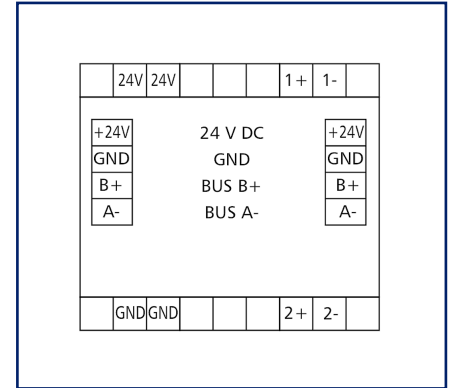 24V 24V 1+ 1-
+24V 24 V DC +24V
GND GND GND
B+ BUS B+ B+
A- BUS A- A-
GND GND 2+ 2-